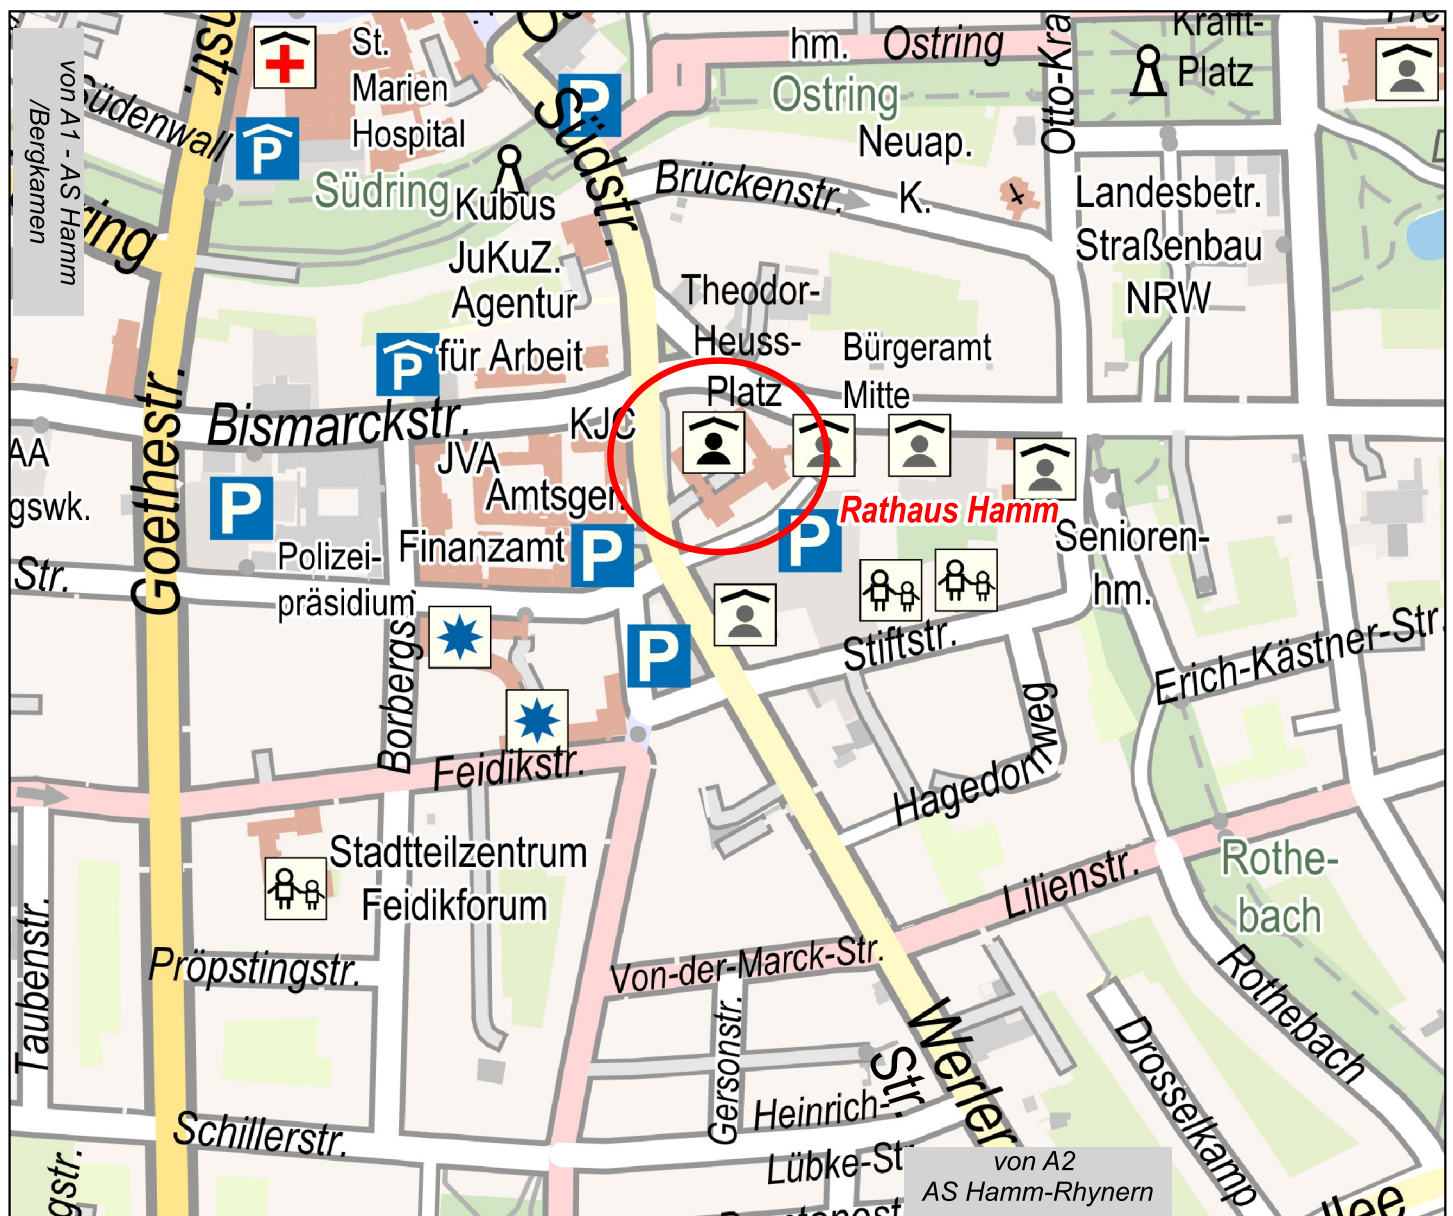 von A1 - AS Hamm
/Bergkamen
Südenwall
St.
Marien
Hospital
P
P
Südring
Kubus
JuKuZ.
Agentur
für Arbeit
P
Südstr.
hm.
Ostring
Ostring
Neuap.
K.
Brückenstr.
Krafft-
Platz
Landesbetr.
Straßenbau
NRW
Theodor-
Heuss-
Platz
Bürgeramt
Mitte
Goethestr.
Bismarckstr.
KJC
JVA
Amtsger.
Finanzamt
AA
gswk.
P
P
P
P
Rathaus Hamm
Polizei-
präsidium
Str.
Senioren-
hm.
Stiftstr.
Erich-Kästner-Str.
Hagedornweg
Feidikstr.
Stadtteilzentrum
Feidikforum
Lilienstr.
Rothe-
bach
Rothebach
Von-der-Marck-Str.
Pröpstingstr.
Taubenstr.
Gersonstr.
Werler
Str.
Drosselkamp
Schillerstr.
Heinrich-
Lübke-Str.
von A2
AS Hamm-Rhynern